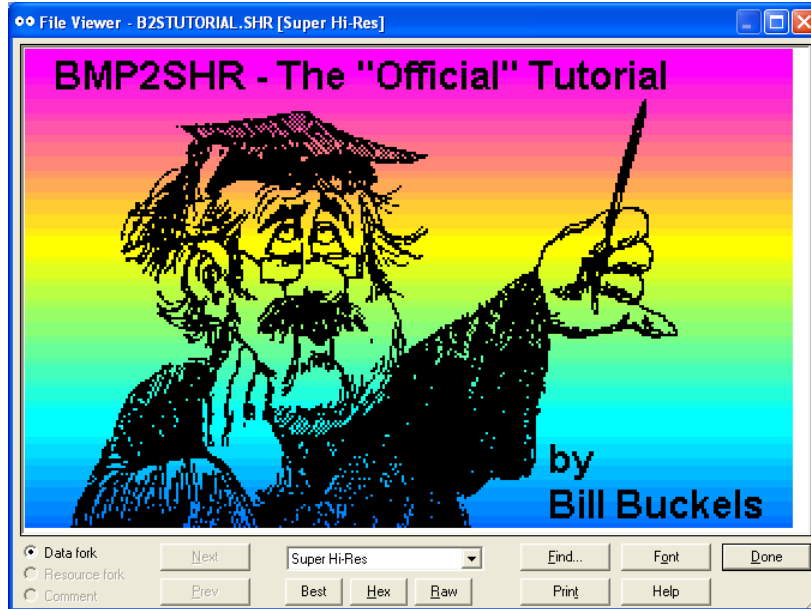 File Viewer - B2STUTORIAL.SHR [Super Hi-Res]
BMP2SHR - The "Official" Tutorial
by
Bill Buckels
Data fork
Next
Super Hi-Res
Find...
Font
Done
Resource fork
Comment
Prev
Best
Hex
Raw
Print
Help